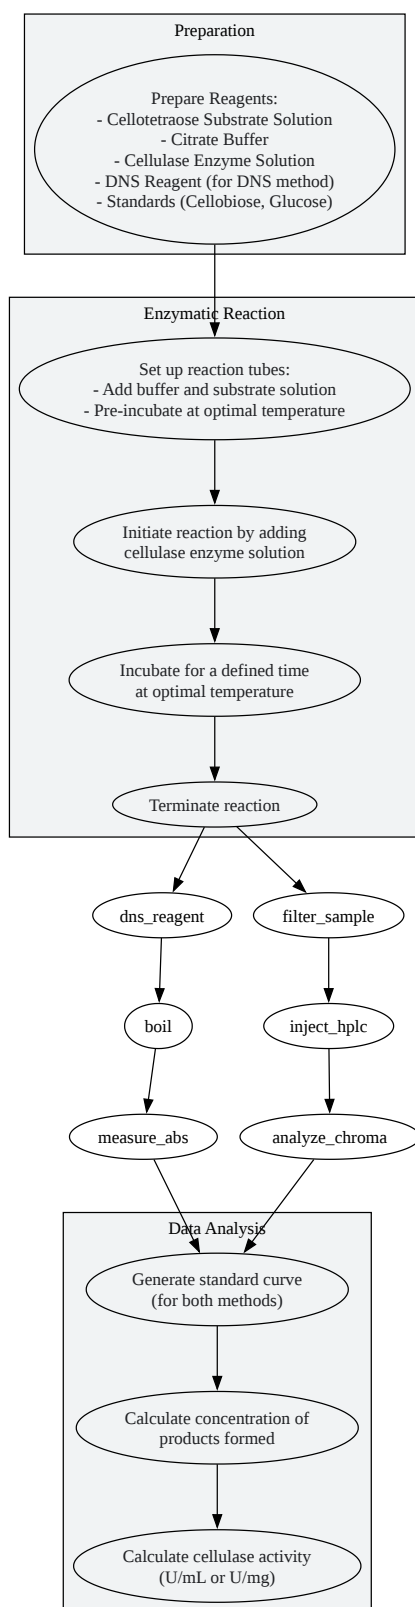 Preparation
Prepare Reagents:
- Cellotetraose Substrate Solution
- Citrate Buffer
- Cellulase Enzyme Solution
- DNS Reagent (for DNS method)
- Standards (Cellobiose, Glucose)
Enzymatic Reaction
Set up reaction tubes:
- Add buffer and substrate solution
- Pre-incubate at optimal temperature
Initiate reaction by adding
cellulase enzyme solution
Incubate for a defined time
at optimal temperature
Terminate reaction
dns_reagent
filter_sample
boil
inject_hplc
measure_abs
analyze_chroma
Data Analysis
Generate standard curve
(for both methods)
Calculate concentration of
products formed
Calculate cellulase activity
(U/mL or U/mg)